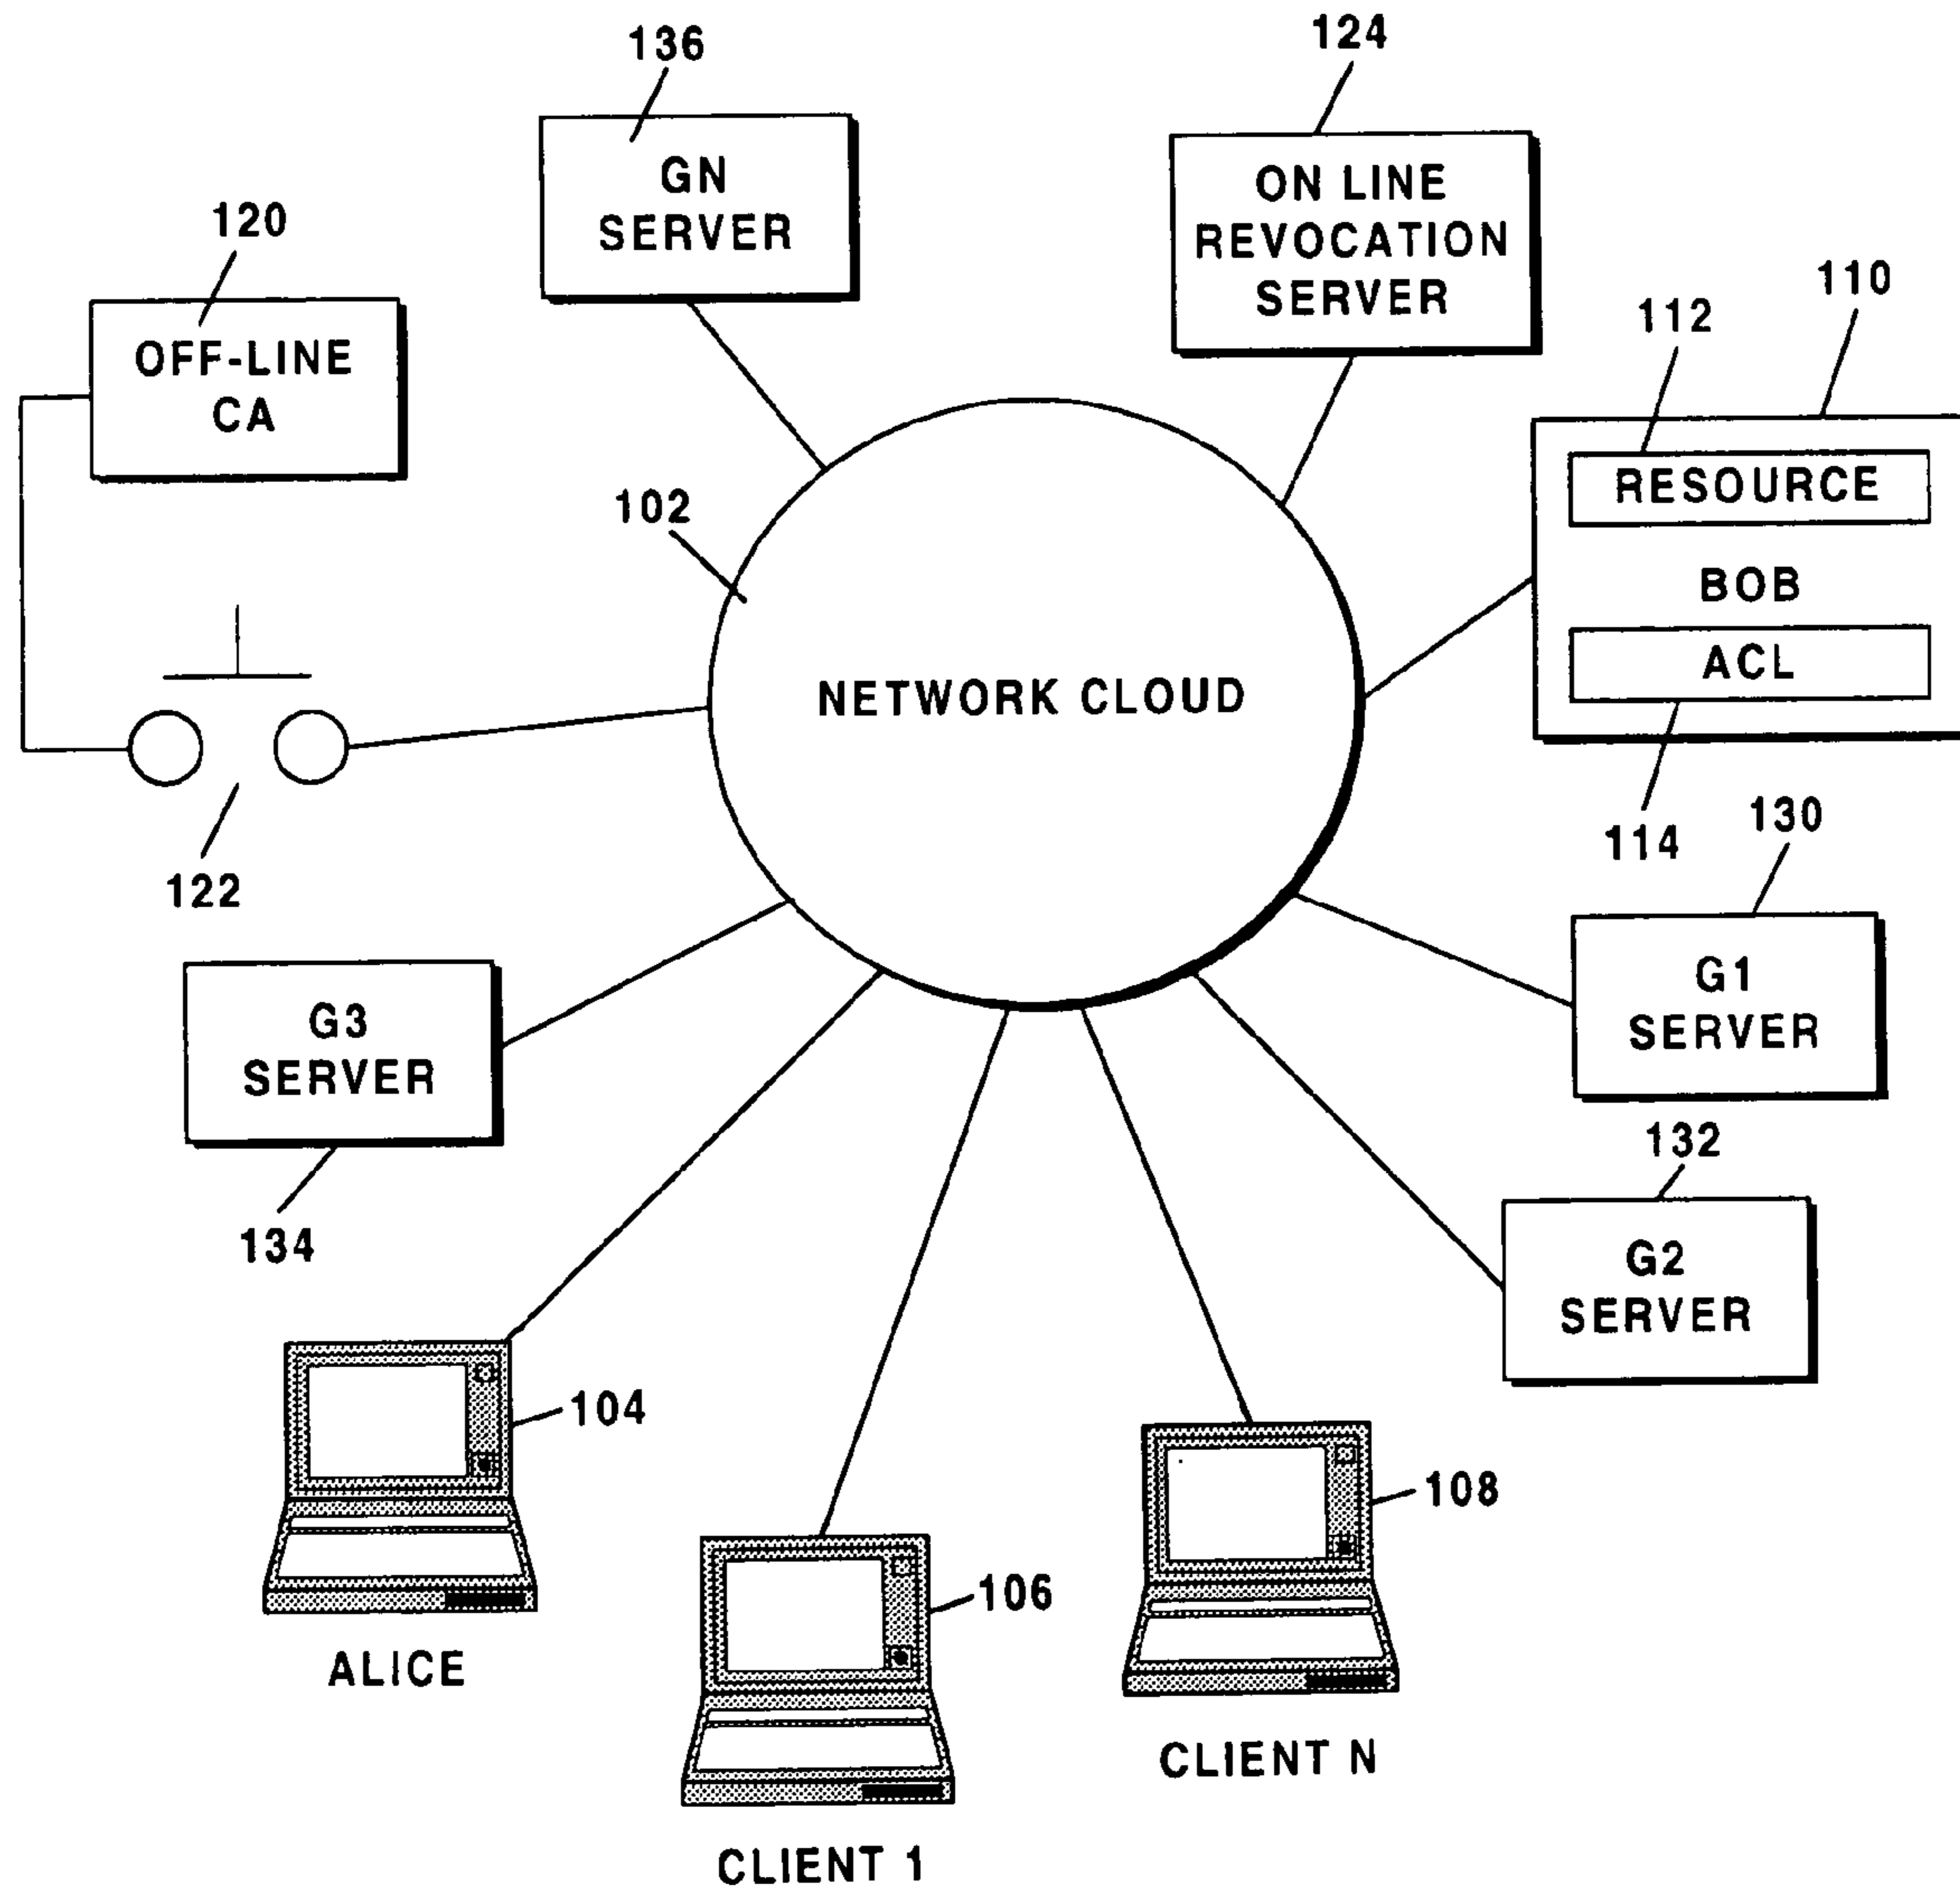 136
124
GN
SERVER
ON LINE
REVOCATION
SERVER
120
110
112
OFF-LINE
CA
RESOURCE
102
BOB
ACL
NETWORK CLOUD
130
114
122
G1
SERVER
G3
SERVER
132
134
G2
SERVER
104
108
106
ALICE
CLIENT N
CLIENT 1